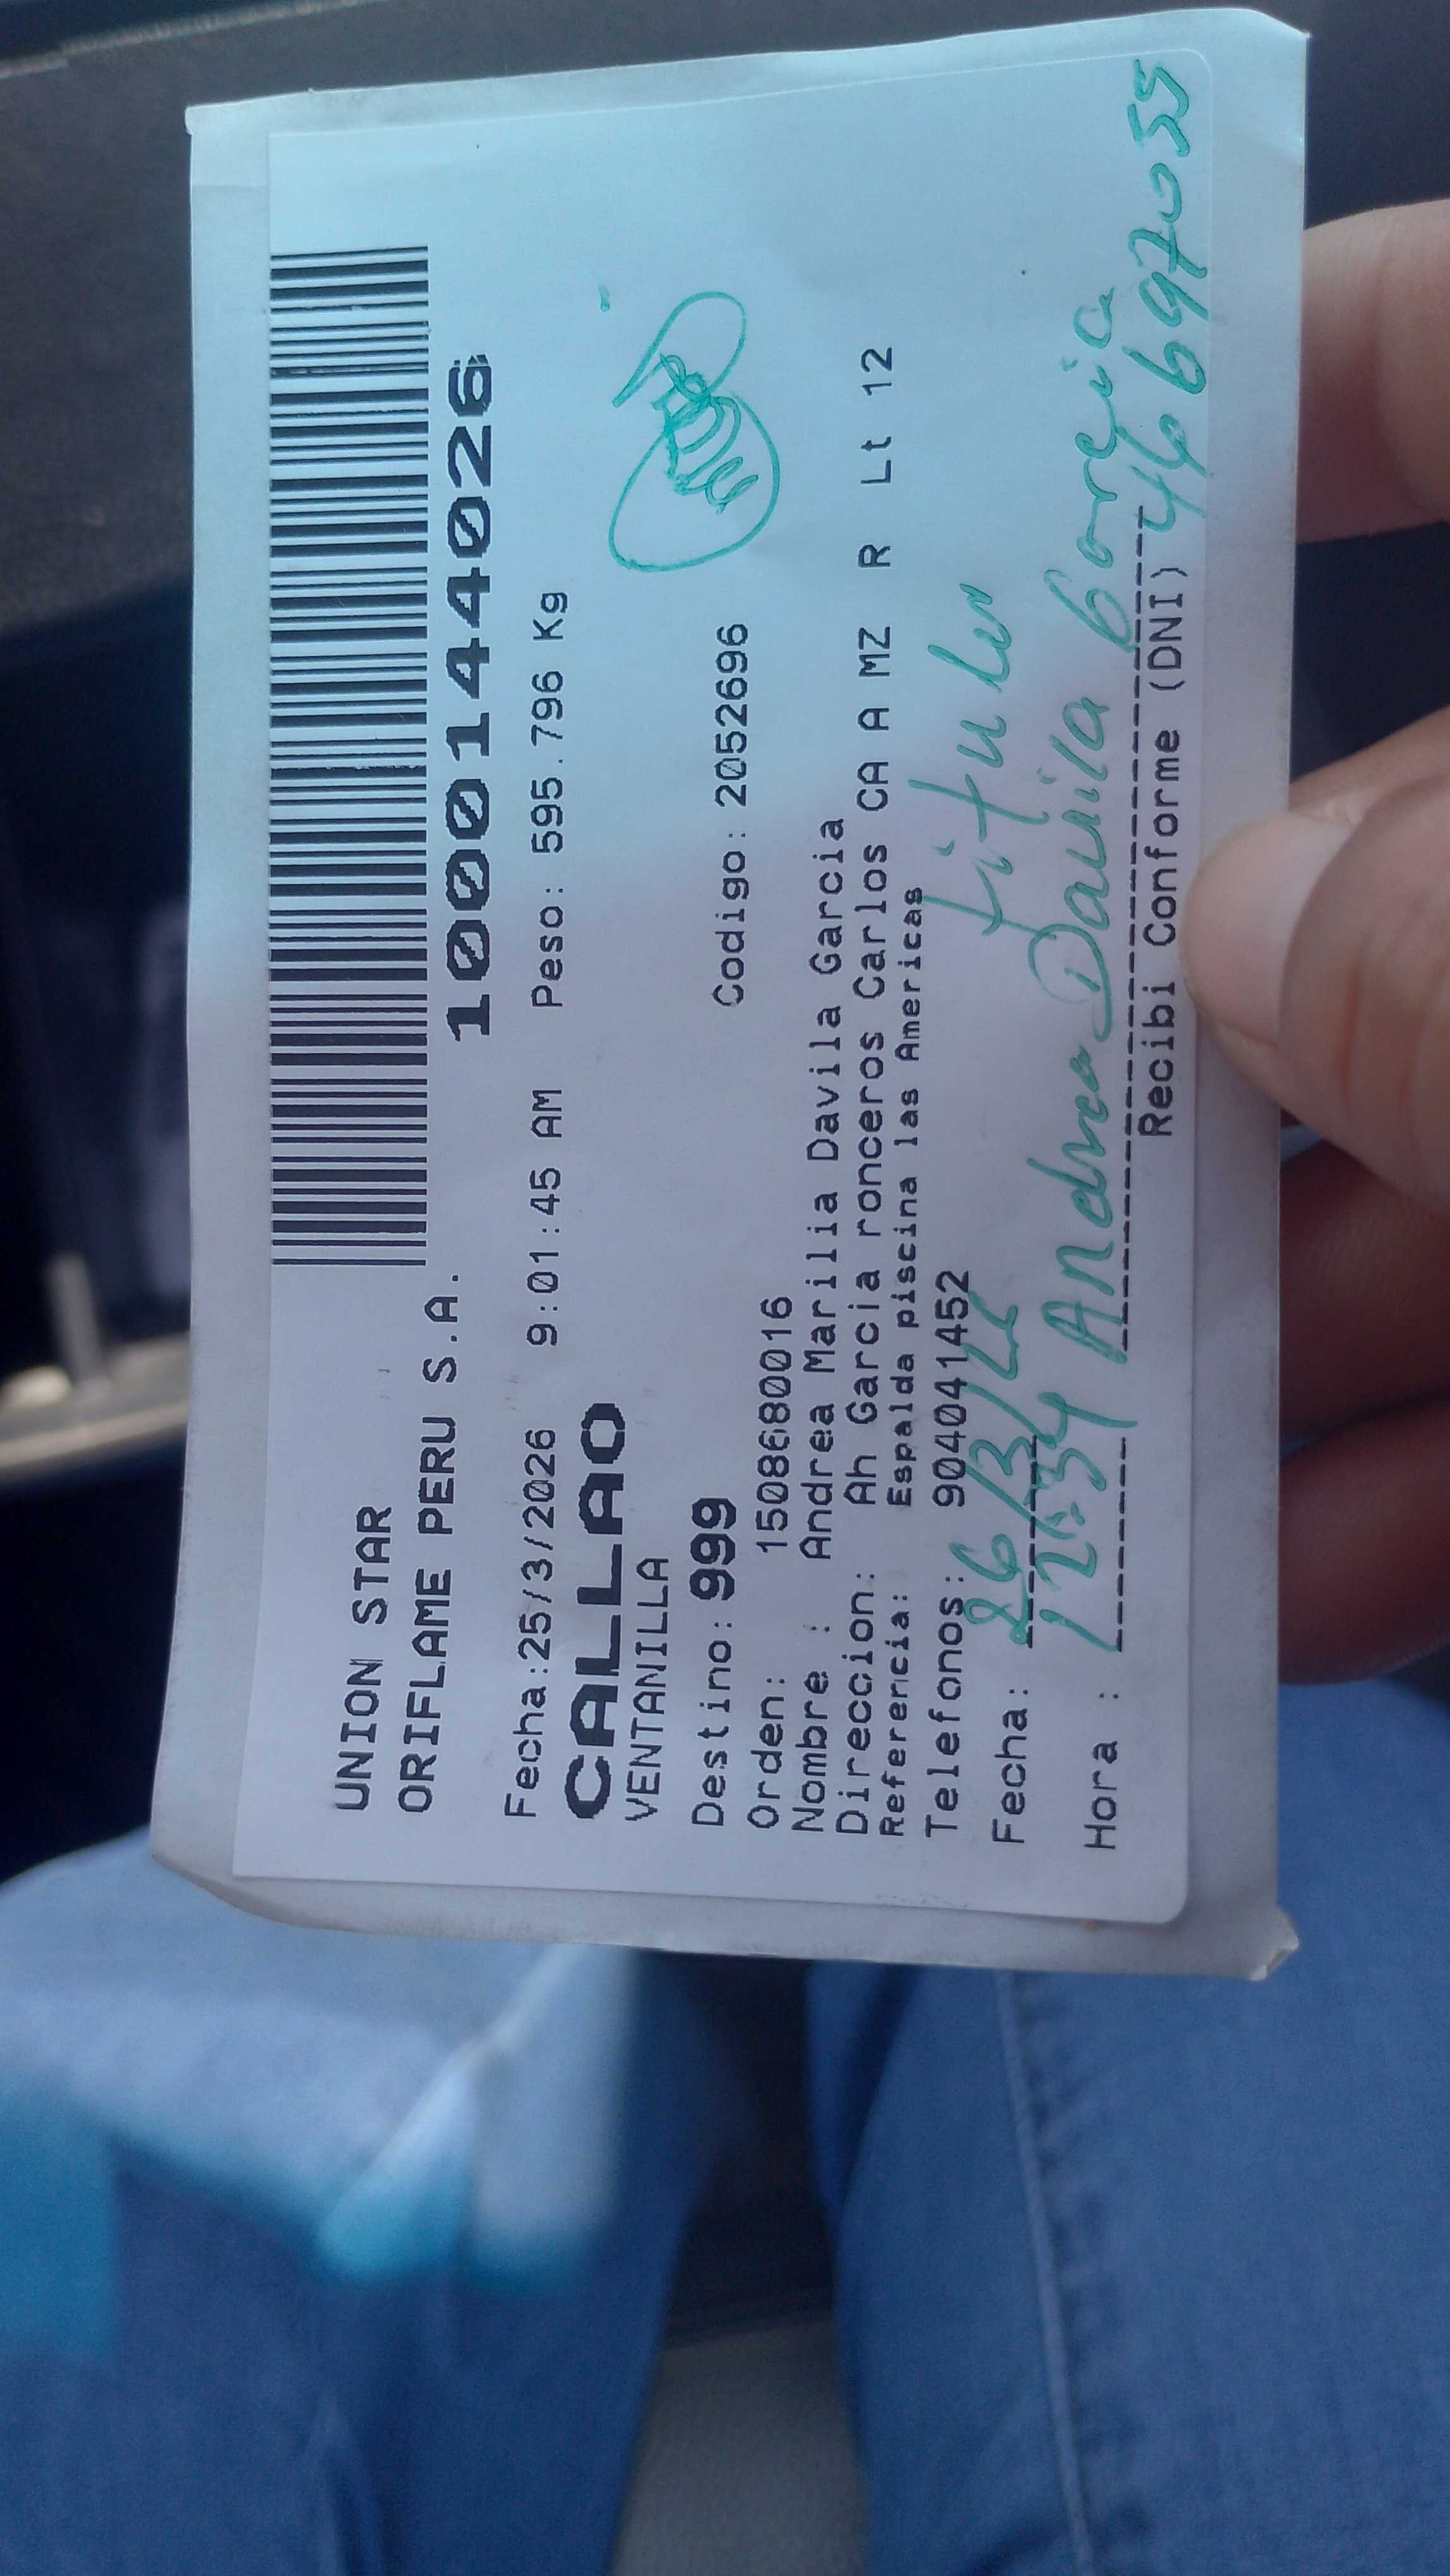 UNION STAR
ORIFLAME PERU S.A.
1000144026
Fecha:25/3/2026 9:01:45 AM Peso: 595.796 Kg
CALLAO
VENTANILLA
Destino: 999 Codigo: 2052696
Orden: 1508680016
Nombre : Andrea Marilia Davila Garcia
Direccion: Ah Garcia ronceros Carlos CA A MZ R Lt 12
Referencia: Espalda piscina las Americas
Telefonos: 904041452
titular
Fecha: 26/3/26
Hora : 12:34 Andrea Davila Garcia
Recibi Conforme (DNI) 46697055